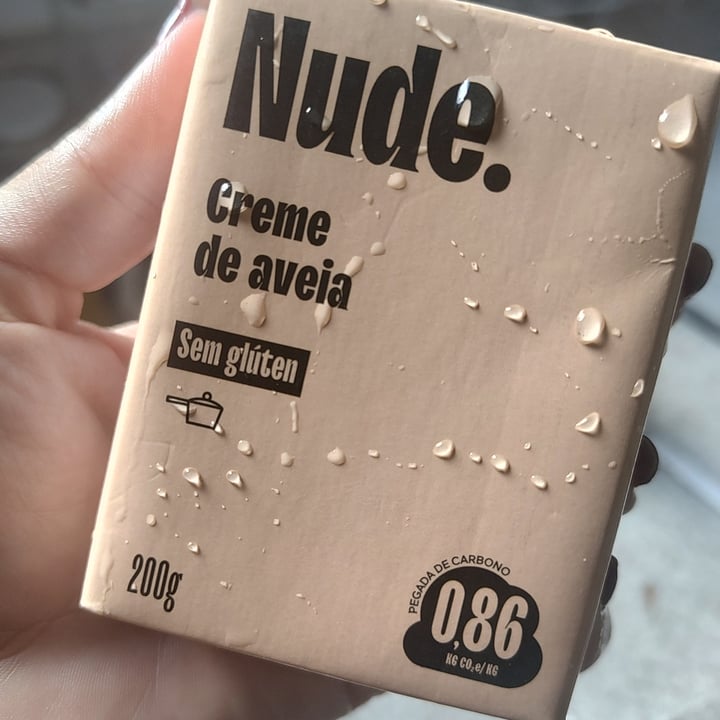 Nude.
Creme
de aveia
Sem glúten
200g
PEGADA DE CARBONO
0,86
KG CO₂e/KG